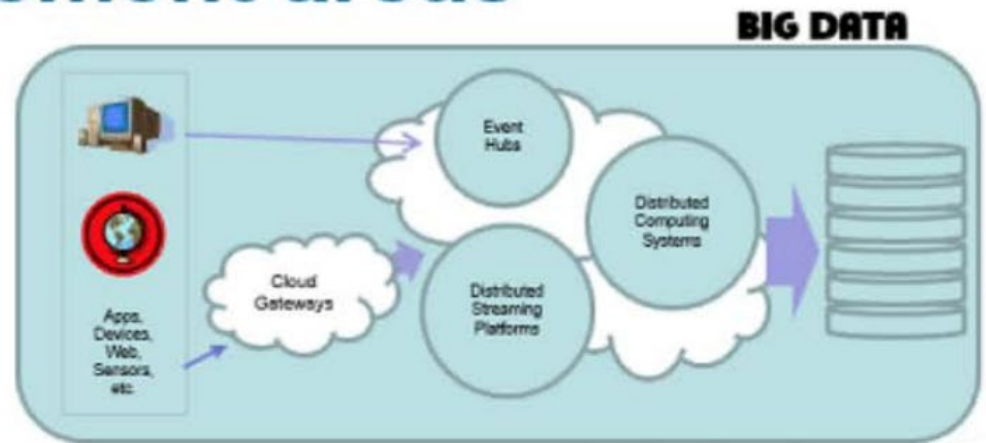 BIG DATA
Event
Hubs
Distributed
Computing
Systems
Cloud
Gateways
Distributed
Streaming
Platforms
Apps,
Devices,
Web,
Sensors,
etc